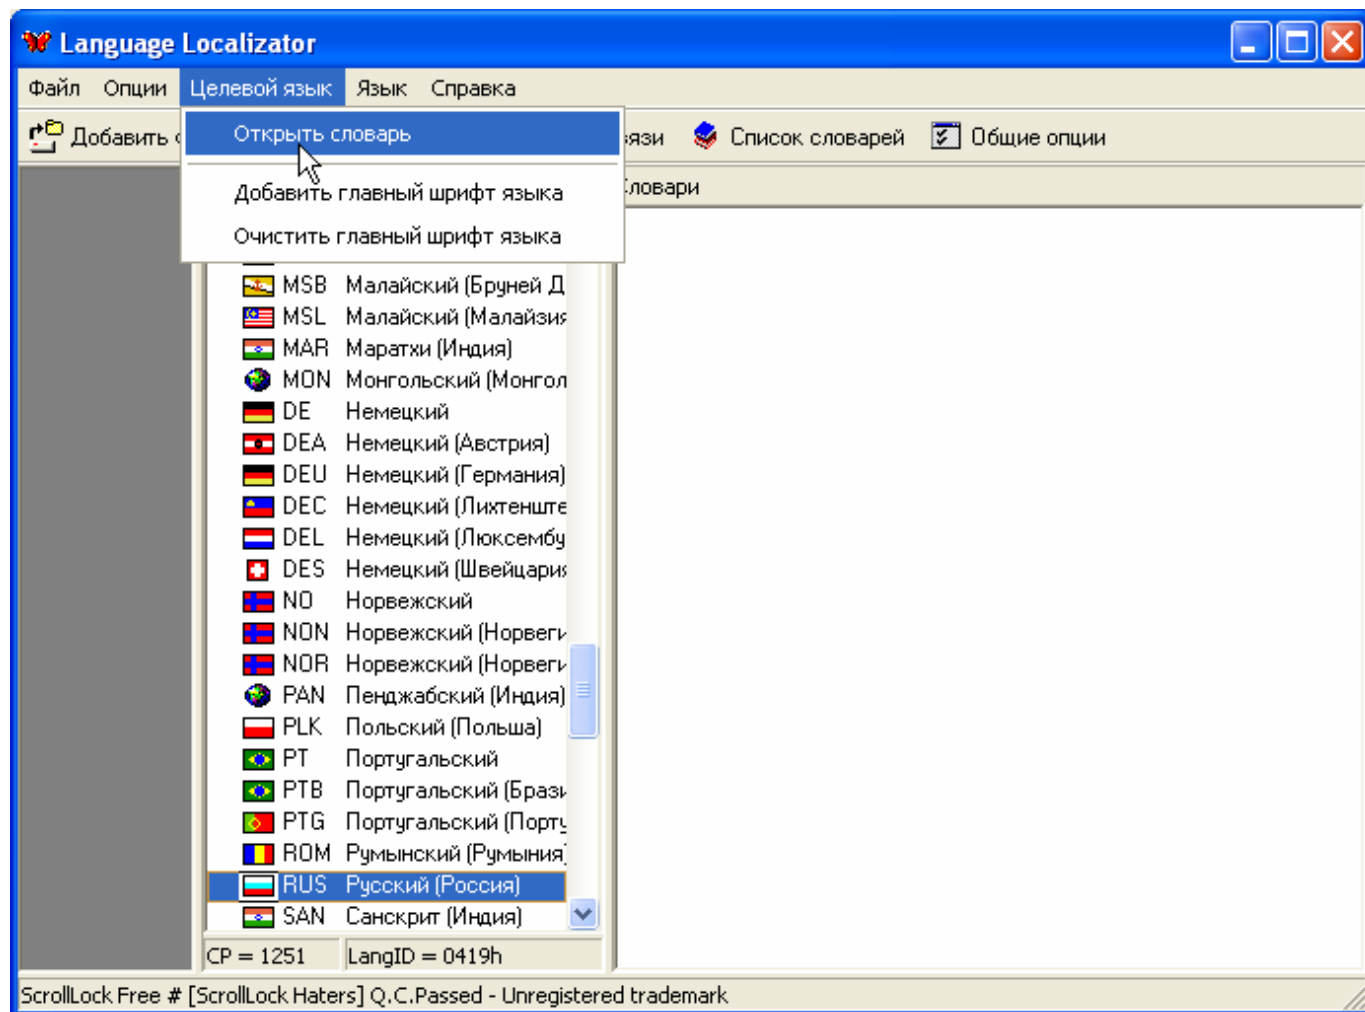 Language Localizator
Файл Опции Целевой язык Язык Справка
Добавить Список словарей Общие опции
Открыть словарь
Добавить главный шрифт языка
Очистить главный шрифт языка
Словари
MSB Малайский (Бруней Д
MSL Малайский (Малайзия
MAR Маратхи (Индия)
MON Монгольский (Монгол
DE Немецкий
DEA Немецкий (Австрия)
DEU Немецкий (Германия)
DEC Немецкий (Лихтенште
DEL Немецкий (Люксембу
DES Немецкий (Швейцария
NO Норвежский
NON Норвежский (Норвеги
NOR Норвежский (Норвеги
PAN Пенджабский (Индия)
PLK Польский (Польша)
PT Португальский
PTB Португальский (Брази
PTG Португальский (Порту
ROM Румынский (Румыния)
RUS Русский (Россия)
SAN Санскрит (Индия)
CP = 1251 LangID = 0419h
ScrollLock Free # [ScrollLock Haters] Q.C.Passed - Unregistered trademark